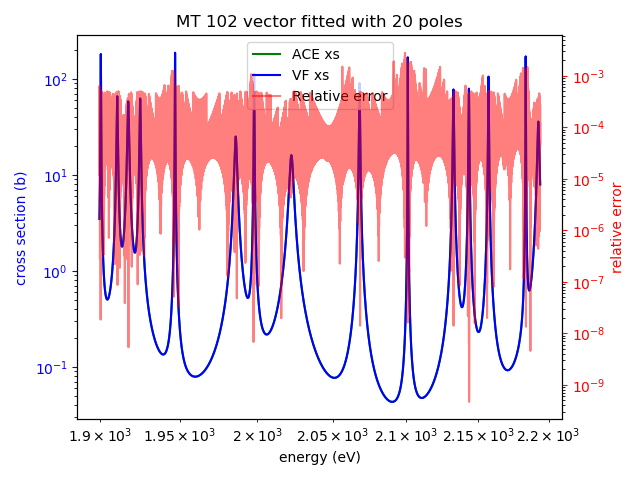 MT 102 vector fitted with 20 poles
ACE xs
VF xs
Relative error
cross section (b)
10²
10¹
10⁰
10⁻¹
relative error
10⁻³
10⁻⁴
10⁻⁵
10⁻⁶
10⁻⁷
10⁻⁸
10⁻⁹
1.9 × 10³ 1.95 × 10³ 2 × 10³ 2.05 × 10³ 2.1 × 10³ 2.15 × 10³ 2.2 × 10³
energy (eV)